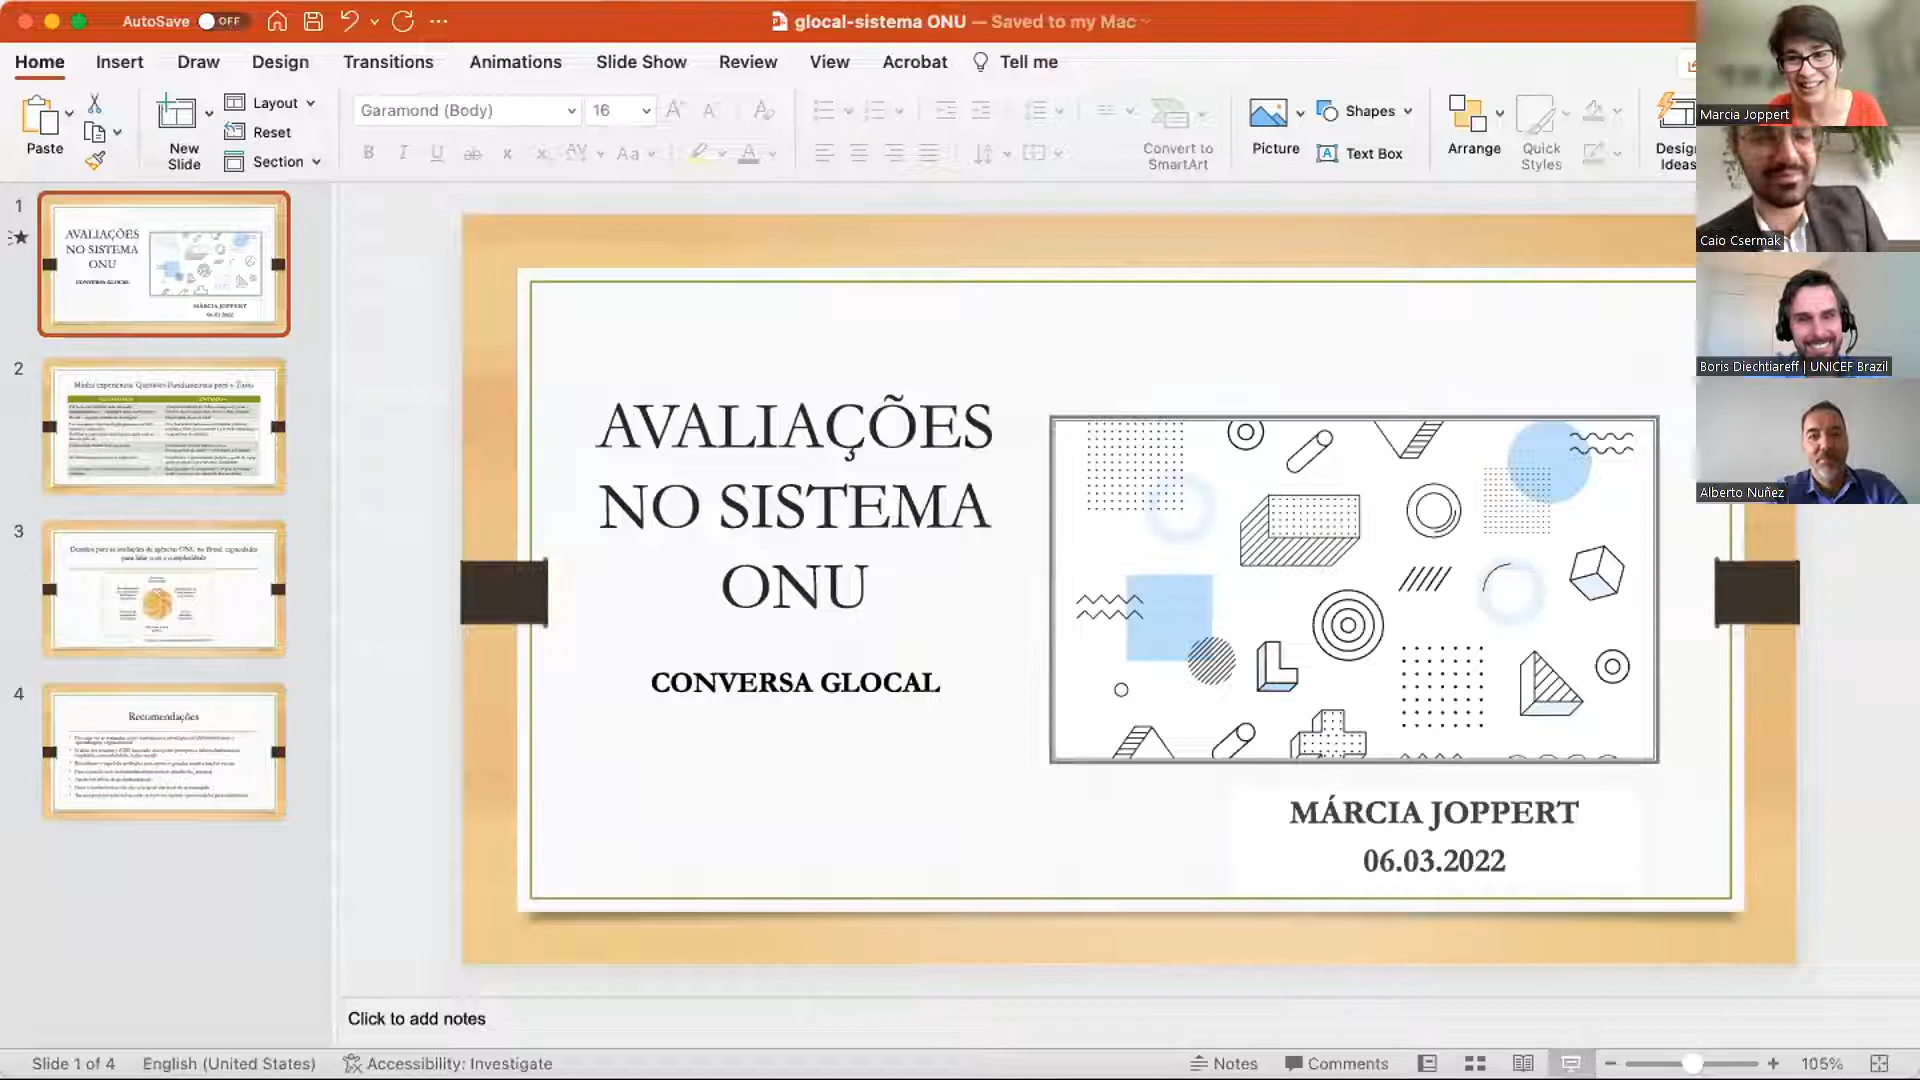 AutoSave OFF
glocal-sistema ONU — Saved to my Mac
Home Insert Draw Design Transitions Animations Slide Show Review View Acrobat Tell me
Paste
New
Slide
Layout
Reset
Section
Garamond (Body) 16
Convert to
SmartArt
Picture
Shapes
Text Box
Arrange
Quick
Styles
Design
Ideas
Marcia Joppert
Caio Csermak
Boris Diechtiareff | UNICEF Brazil
Alberto Nuñez
1
AVALIAÇÕES
NO SISTEMA
ONU
CONVERSA GLOCAL
MÁRCIA JOPPERT
06.03.2022
2
3
4
Recomendações
AVALIAÇÕES
NO SISTEMA
ONU
CONVERSA GLOCAL
MÁRCIA JOPPERT
06.03.2022
Click to add notes
Slide 1 of 4 English (United States) Accessibility: Investigate Notes Comments 105%